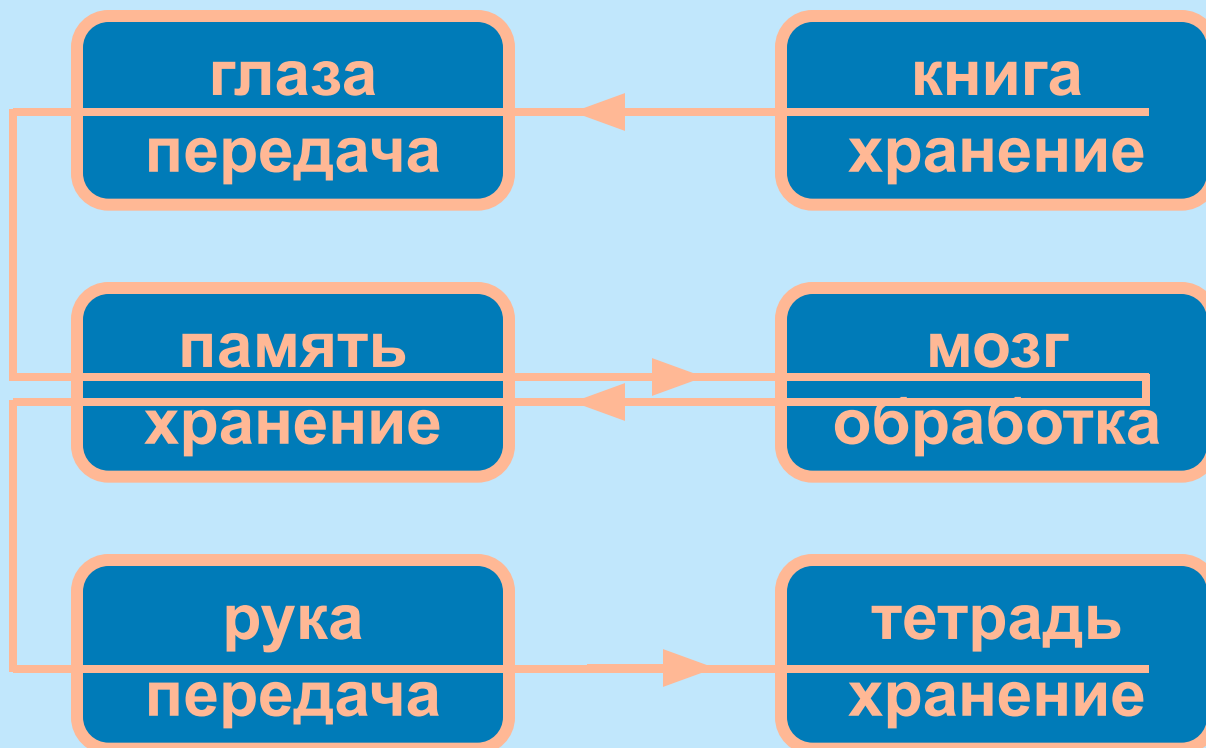 глаза
передача
книга
хранение
память
хранение
мозг
обработка
рука
передача
тетрадь
хранение